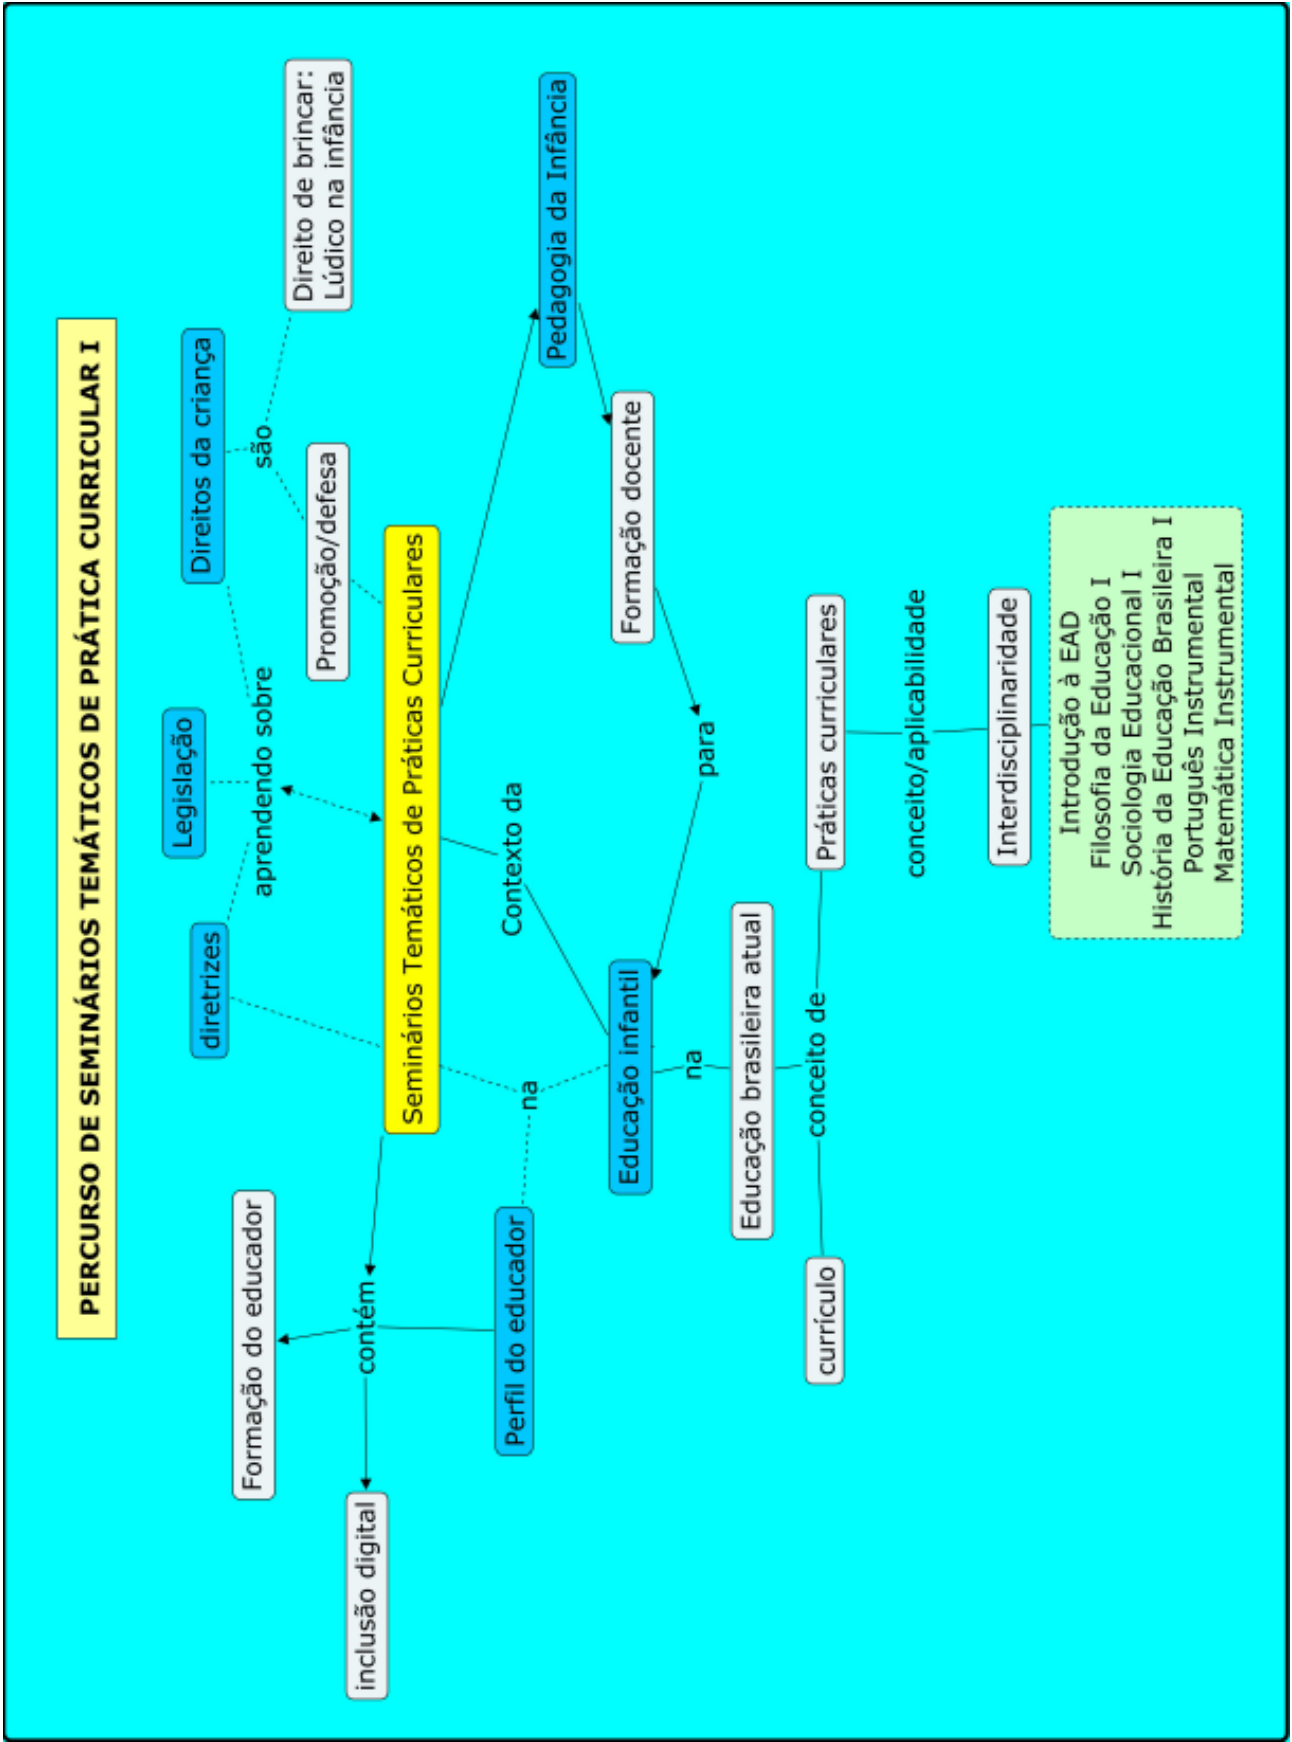 PERCURSO DE SEMINÁRIOS TEMÁTICOS DE PRÁTICA CURRICULAR I
Legislação
diretrizes
Direitos da criança
Formação do educador
aprendendo sobre
são
Direito de brincar:
Lúdico na infância
Promoção/defesa
inclusão digital
contém
Seminários Temáticos de Práticas Curriculares
Perfil do educador
na
Contexto da
Pedagogia da Infância
Educação infantil
Formação docente
na
para
Educação brasileira atual
currículo
conceito de
Práticas curriculares
conceito/aplicabilidade
Interdisciplinaridade
Introdução à EAD
Filosofia da Educação I
Sociologia Educacional I
História da Educação Brasileira I
Português Instrumental
Matemática Instrumental